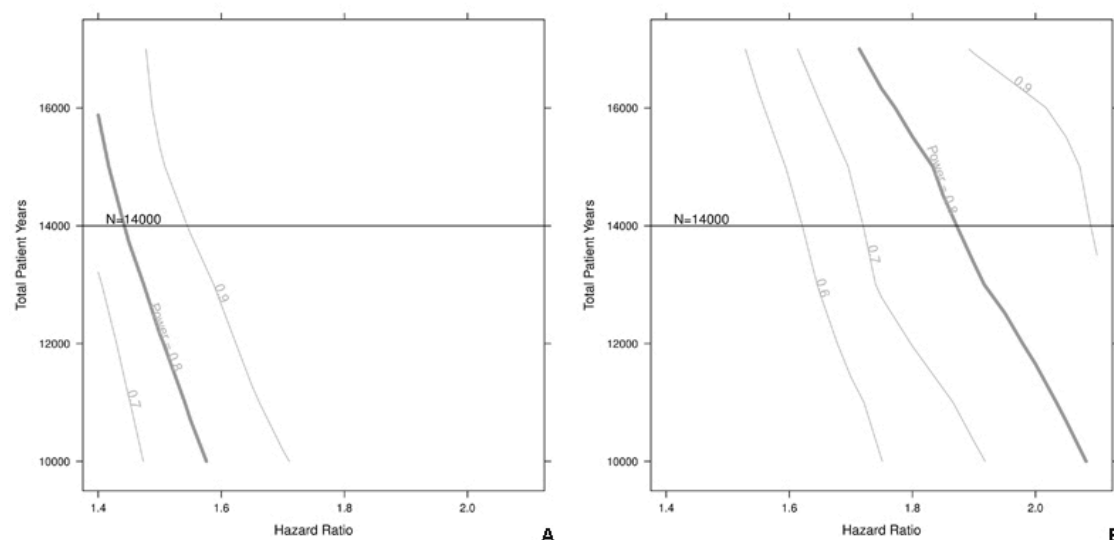 16000
14000
12000
10000
Total Patient Years
N=14000
0.9
Power = 0.8
0.7
1.4 1.6 1.8 2.0
Hazard Ratio
A
16000
14000
12000
10000
Total Patient Years
N=14000
0.9
Power = 0.8
0.7
0.6
1.4 1.6 1.8 2.0
Hazard Ratio